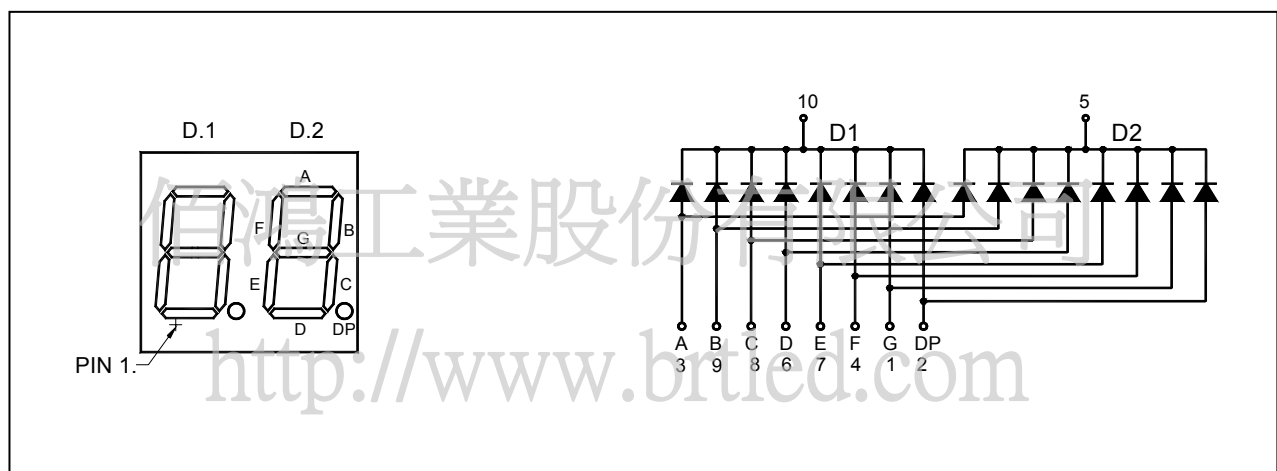 D.1 D.2
A
F B
G
E C
D DP
PIN 1.
10 5
D1 D2
A B C D E F G DP
3 9 8 6 7 4 1 2
佰鴻工業股份有限公司
http://www.brtled.com